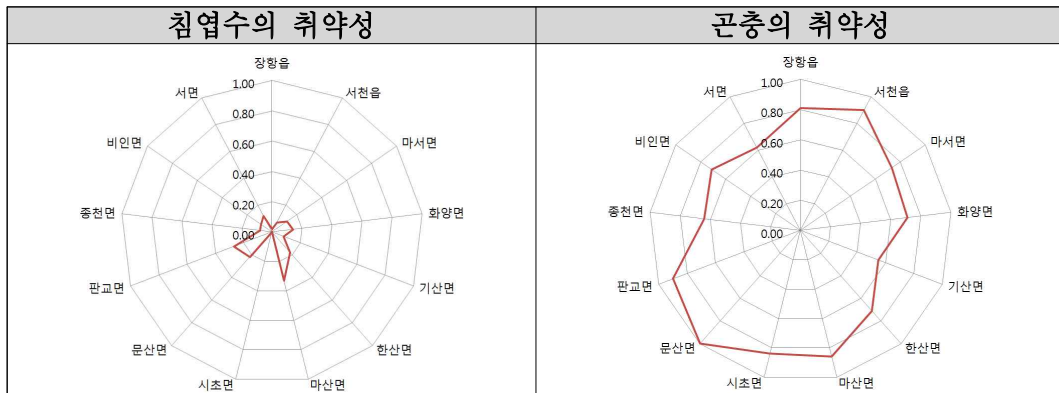 침엽수의 취약성
곤충의 취약성
장항읍
서천읍
마서면
화양면
기산면
한산면
마산면
시초면
문산면
판교면
종천면
비인면
서면
1.00
0.80
0.60
0.40
0.20
0.00
장항읍
서천읍
마서면
화양면
기산면
한산면
마산면
시초면
문산면
판교면
종천면
비인면
서면
1.00
0.80
0.60
0.40
0.20
0.00